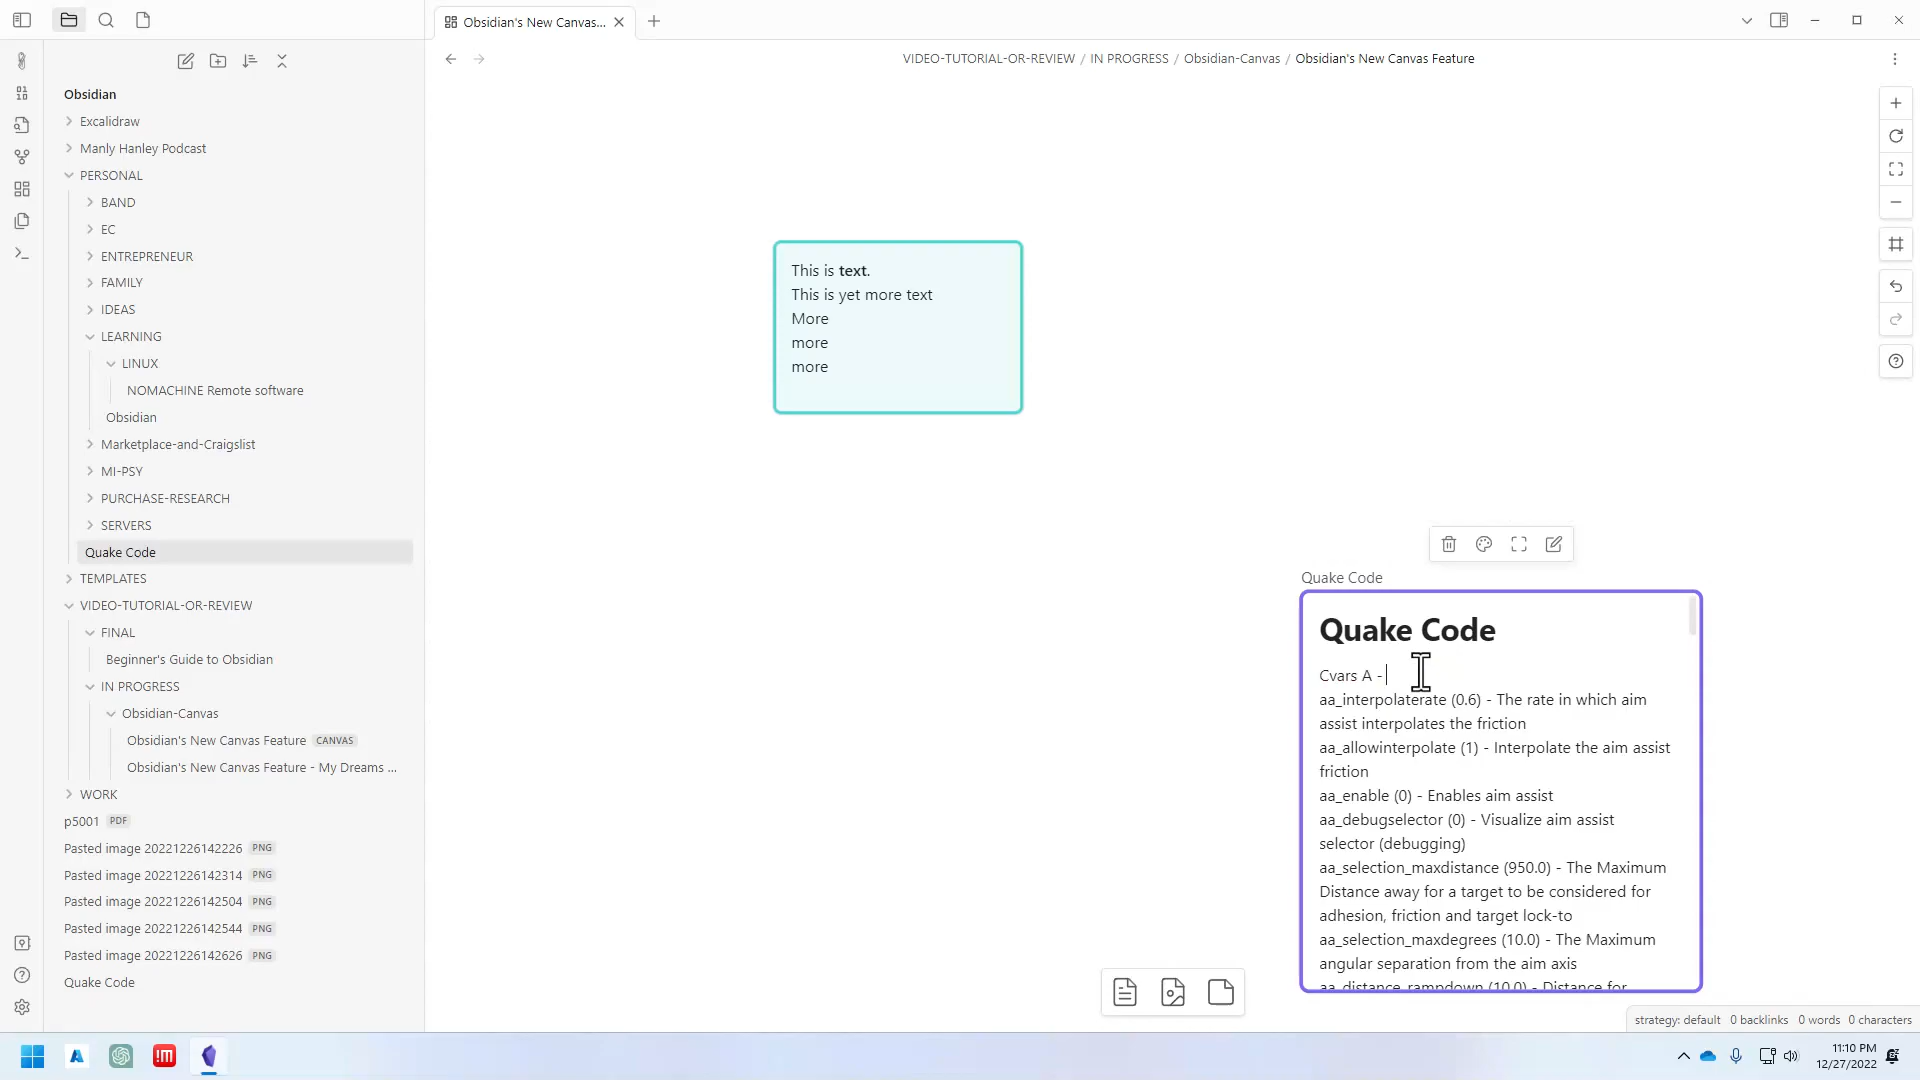 Obsidian's New Canvas...
VIDEO-TUTORIAL-OR-REVIEW / IN PROGRESS / Obsidian-Canvas / Obsidian's New Canvas Feature
Obsidian
Excalidraw
Manly Hanley Podcast
PERSONAL
BAND
EC
ENTREPRENEUR
FAMILY
IDEAS
LEARNING
LINUX
NOMACHINE Remote software
Obsidian
Marketplace-and-Craigslist
MI-PSY
PURCHASE-RESEARCH
SERVERS
Quake Code
TEMPLATES
VIDEO-TUTORIAL-OR-REVIEW
FINAL
Beginner's Guide to Obsidian
IN PROGRESS
Obsidian-Canvas
Obsidian's New Canvas Feature CANVAS
Obsidian's New Canvas Feature - My Dreams ...
WORK
p5001 PDF
Pasted image 20221226142226 PNG
Pasted image 20221226142314 PNG
Pasted image 20221226142504 PNG
Pasted image 20221226142544 PNG
Pasted image 20221226142626 PNG
Quake Code
This is text.
This is yet more text
More
more
more
Quake Code
Quake Code
Cvars A -
aa_interpolaterate (0.6) - The rate in which aim
assist interpolates the friction
aa_allowinterpolate (1) - Interpolate the aim assist
friction
aa_enable (0) - Enables aim assist
aa_debugselector (0) - Visualize aim assist
selector (debugging)
aa_selection_maxdistance (950.0) - The Maximum
Distance away for a target to be considered for
adhesion, friction and target lock-to
aa_selection_maxdegrees (10.0) - The Maximum
angular separation from the aim axis
aa_distance_rampdown (10.0) - Distance for
strategy: default 0 backlinks 0 words 0 characters
11:10 PM
12/27/2022